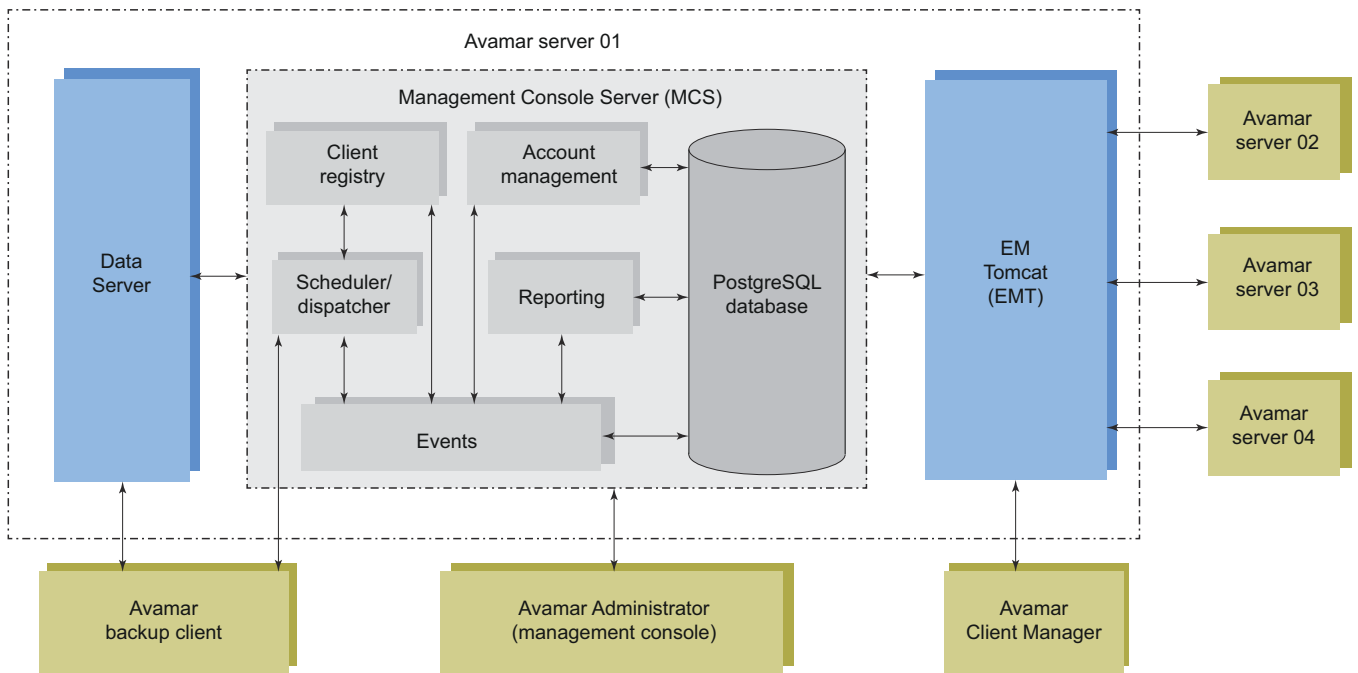 Avamar server 01
Management Console Server (MCS)
Client
registry
Account
management
Data
Server
Scheduler/
dispatcher
Reporting
PostgreSQL
database
Events
EM
Tomcat
(EMT)
Avamar
server 02
Avamar
server 03
Avamar
server 04
Avamar
backup client
Avamar Administrator
(management console)
Avamar
Client Manager